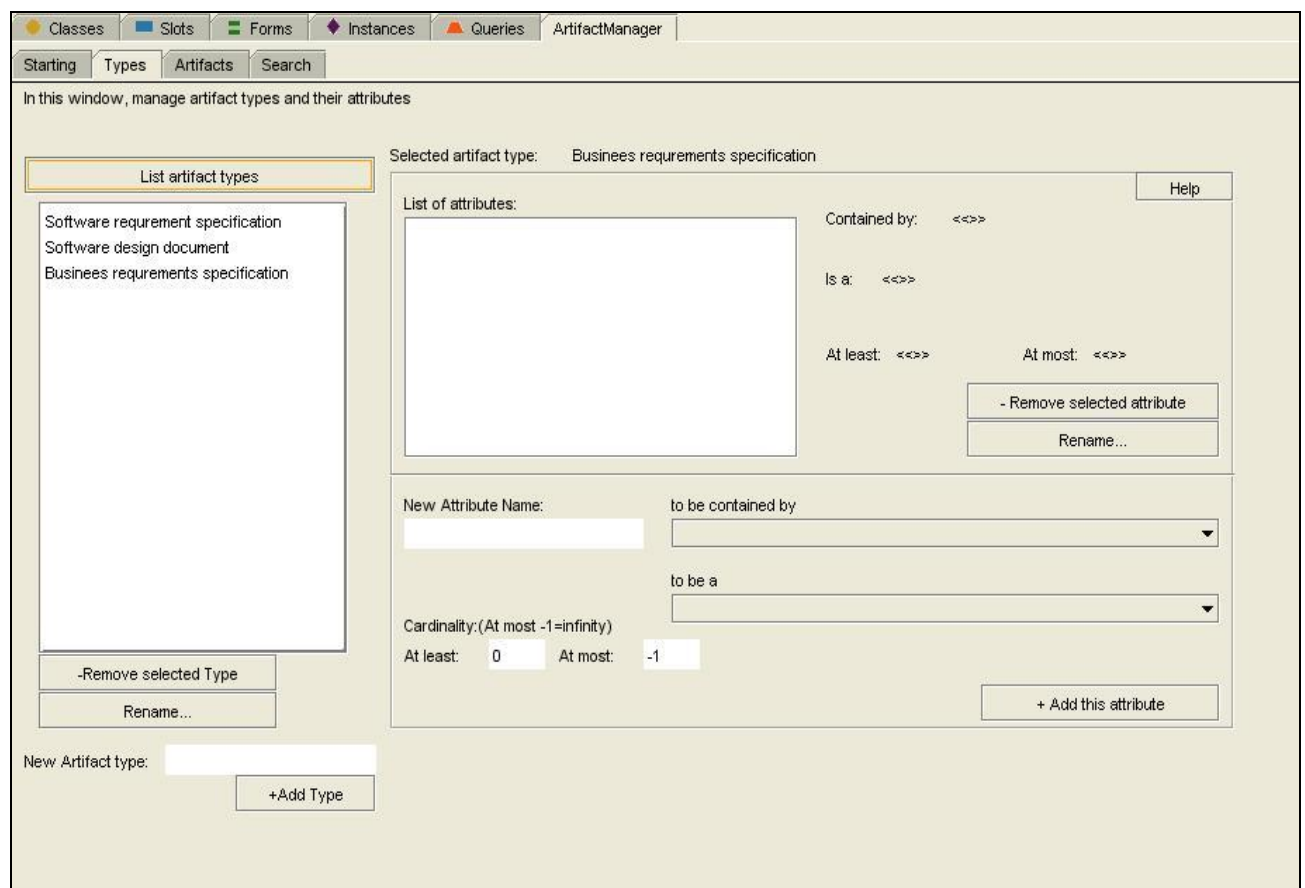 Classes Slots Forms Instances Queries ArtifactManager
Starting Types Artifacts Search
In this window, manage artifact types and their attributes
Selected artifact type: Businees requrements specification
List artifact types
Help
List of attributes:
Software requrement specification
Software design document
Businees requrements specification
Contained by: <<>>
Is a: <<>>
At least: <<>> At most: <<>>
- Remove selected attribute
Rename...
New Attribute Name: to be contained by
to be a
Cardinality:(At most -1=infinity)
At least: 0 At most: -1
-Remove selected Type
Rename...
+ Add this attribute
New Artifact type:
+Add Type